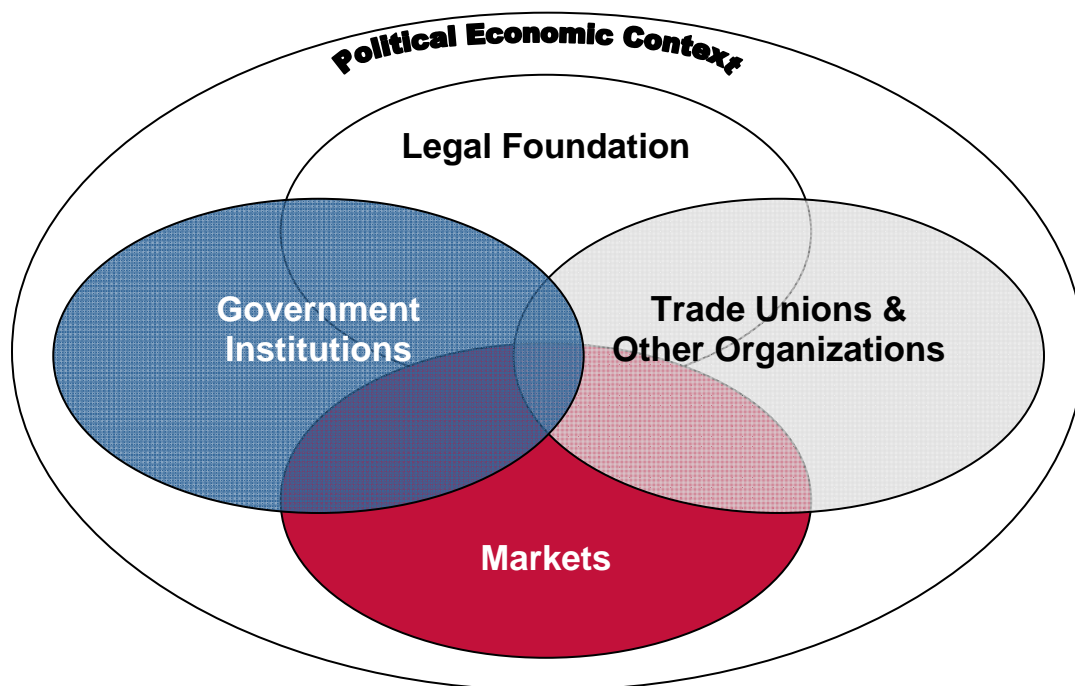 Political Economic Context
Legal Foundation
Government
Institutions
Trade Unions &
Other Organizations
Markets